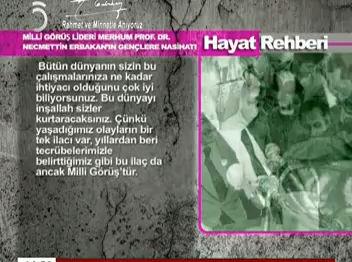 Rahmet ve Minnetle Anıyoruz
MİLLİ GÖRÜŞ LİDERİ MERHUM PROF. DR.
NECMETTİN ERBAKAN'IN GENÇLERE NASİHATI
Hayat Rehberi
Bütün dünyanın sizin bu
çalışmalarınıza ne kadar
ihtiyacı olduğunu çok iyi
biliyorsunuz. Bu dünyayı
inşallah sizler
kurtaracaksınız. Çünkü
yaşadığımız olayların bir
tek ilacı var, yıllardan beri
tecrübelerimizle
belirttiğimiz gibi bu ilaç da
ancak Milli Görüş'tür.